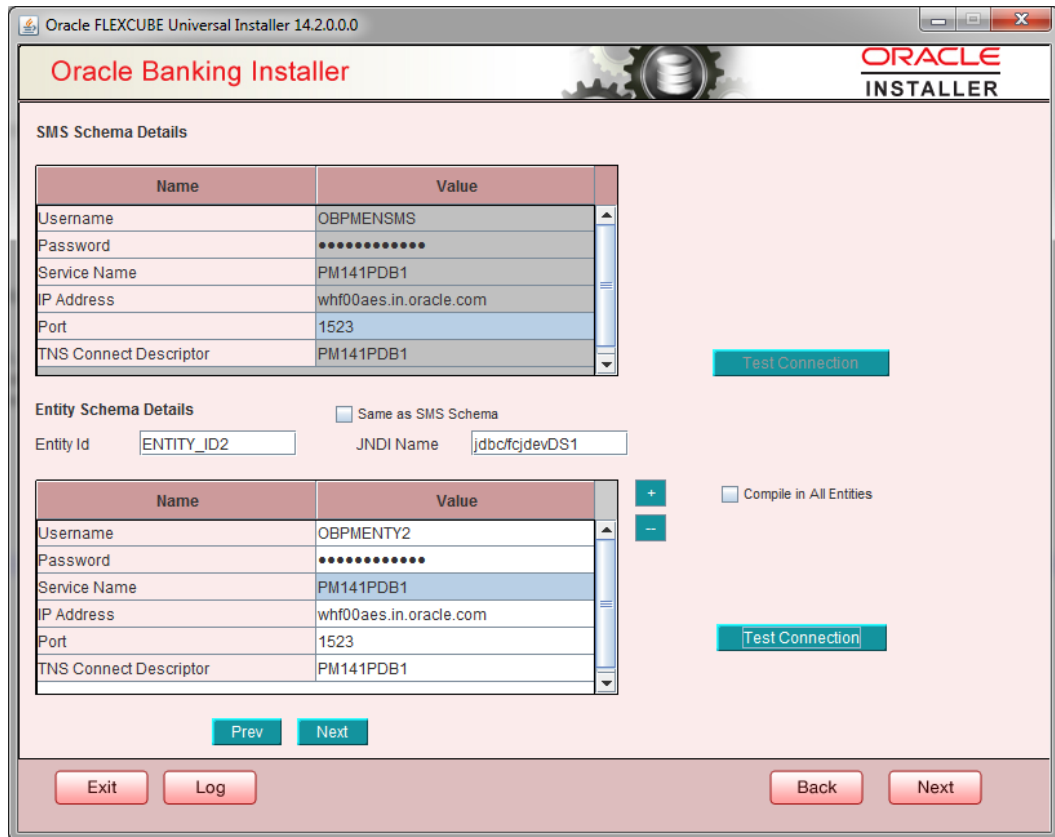 Oracle FLEXCUBE Universal Installer 14.2.0.0.0
Oracle Banking Installer
ORACLE
INSTALLER
SMS Schema Details
Name Value
Username OBPMENSMS
Password ••••••••••••
Service Name PM141PDB1
IP Address whf00aes.in.oracle.com
Port 1523
TNS Connect Descriptor PM141PDB1
Test Connection
Entity Schema Details Same as SMS Schema
Entity Id ENTITY_ID2 JNDI Name jdbc/fcjdevDS1
Name Value
+ Compile in All Entities
--
Username OBPMENTY2
Password ••••••••••••
Service Name PM141PDB1
IP Address whf00aes.in.oracle.com
Port 1523
Test Connection
TNS Connect Descriptor PM141PDB1
Prev Next
Exit Log Back Next